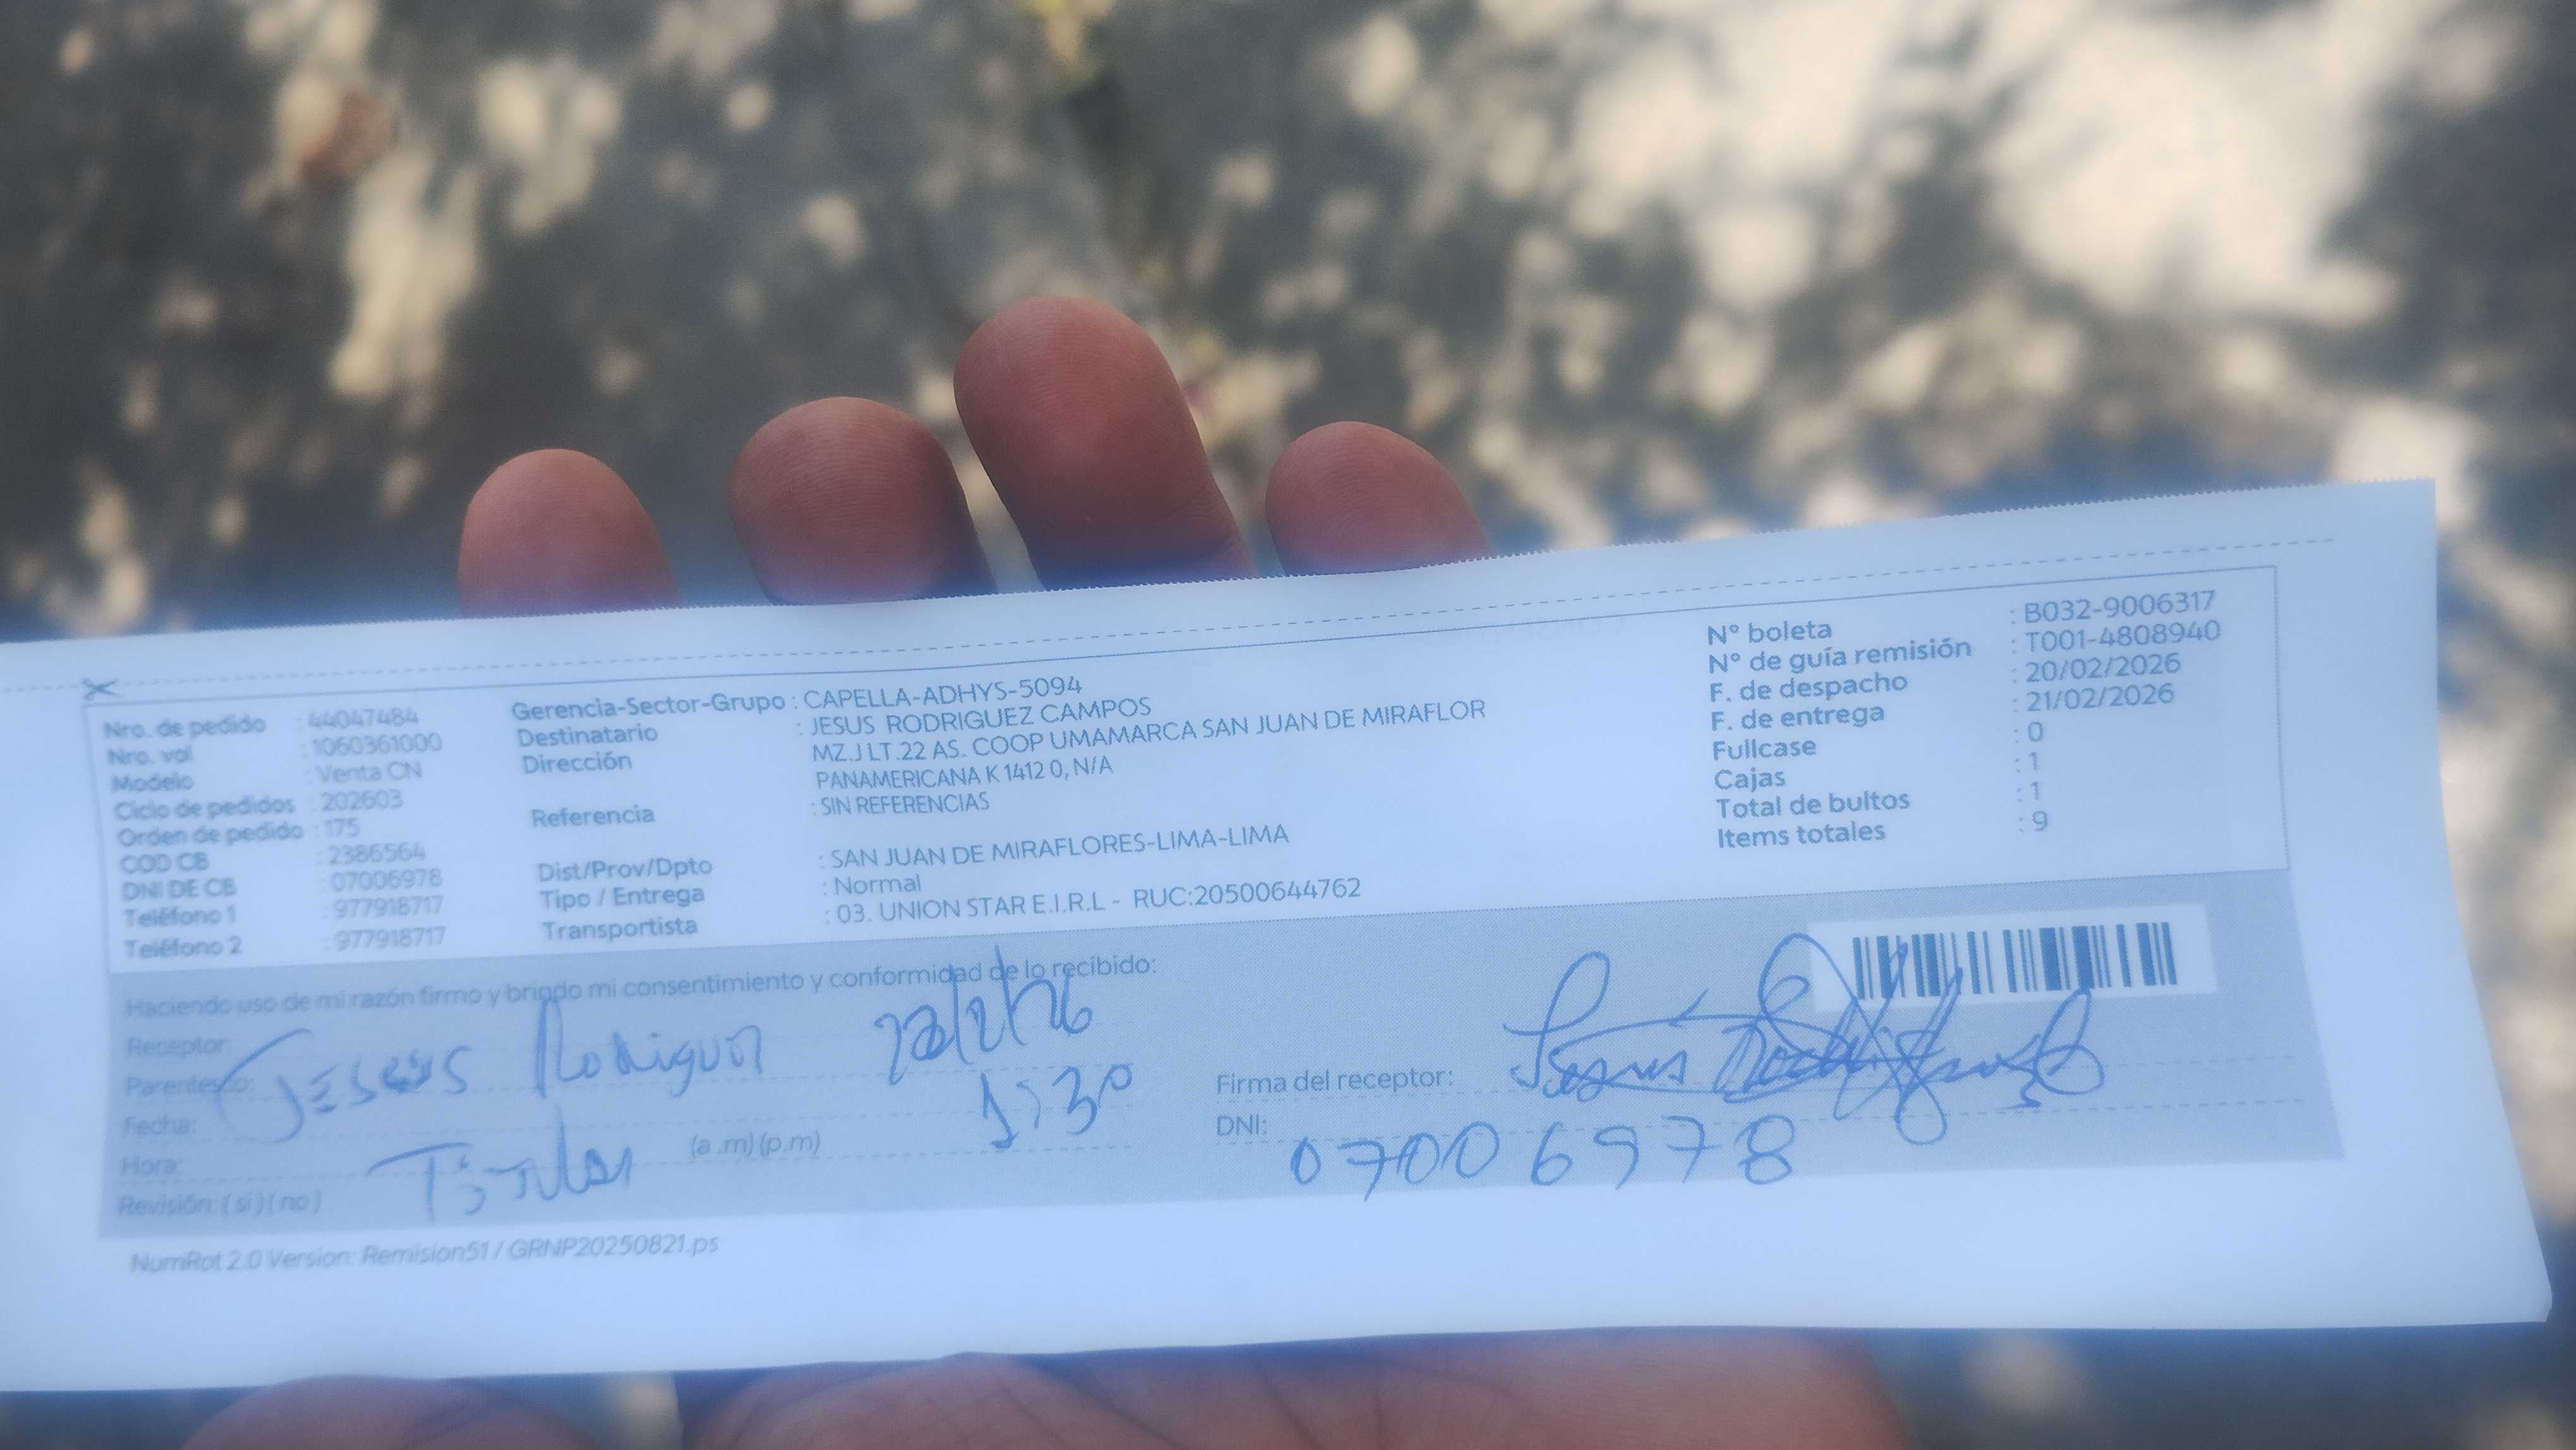 Nro. de pedido : 44047484
Nro. val : 1060361000
Modelo : Venta CN
Ciclo de pedidos : 202603
Orden de pedido : 175
COD CB : 2386564
DNI DE CB : 07006978
Teléfono 1 : 977918717
Teléfono 2 : 977918717
Gerencia-Sector-Grupo : CAPELLA-ADHYS-5094
Destinatario : JESUS RODRIGUEZ CAMPOS
Dirección MZ.J LT.22 AS. COOP UMAMARCA SAN JUAN DE MIRAFLOR
PANAMERICANA K 1412 0, N/A
Referencia : SIN REFERENCIAS
Dist/Prov/Dpto : SAN JUAN DE MIRAFLORES-LIMA-LIMA
Tipo / Entrega : Normal
Transportista : 03. UNION STAR E.I.R.L - RUC:20500644762
N° boleta : B032-9006317
N° de guía remisión : T001-4808940
F. de despacho : 20/02/2026
F. de entrega : 21/02/2026
Fullcase : 0
Cajas : 1
Total de bultos : 1
Items totales : 9
Haciendo uso de mi razón firmo y brindo mi consentimiento y conformidad de lo recibido:
Receptor:
Parentesco:
Fecha:
Hora: (a .m) (p.m)
Revisión: ( si ) ( no )
Jesus
Titular
1:30
Firma del receptor: Jesus
DNI: 07006978
NumRot 2.0 Version: Remision51 / GRNP20250821.ps